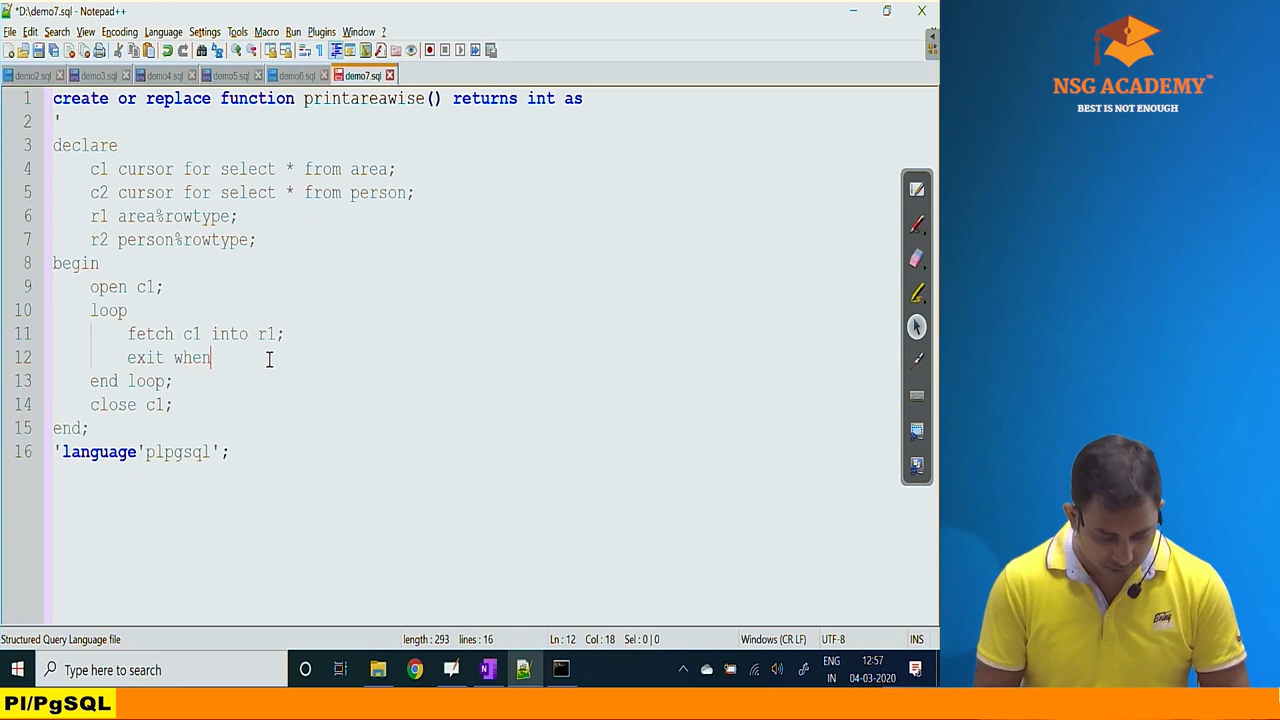 *D:\demo7.sql - Notepad++
File Edit Search View Encoding Language Settings Tools Macro Run Plugins Window ?
demo2.sql demo3.sql demo4.sql demo5.sql demo6.sql demo7.sql
1 create or replace function printareawise() returns int as
2 '
3 declare
4 c1 cursor for select * from area;
5 c2 cursor for select * from person;
6 r1 area%rowtype;
7 r2 person%rowtype;
8 begin
9 open c1;
10 loop
11 fetch c1 into r1;
12 exit when
13 end loop;
14 close c1;
15 end;
16 'language'plpgsql';
Structured Query Language file length : 293 lines : 16 Ln : 12 Col : 18 Sel : 0 | 0 Windows (CR LF) UTF-8 INS
Type here to search
ENG
IN
12:57
04-03-2020
NSG ACADEMY™
BEST IS NOT ENOUGH
Being
Pl/PgSQL